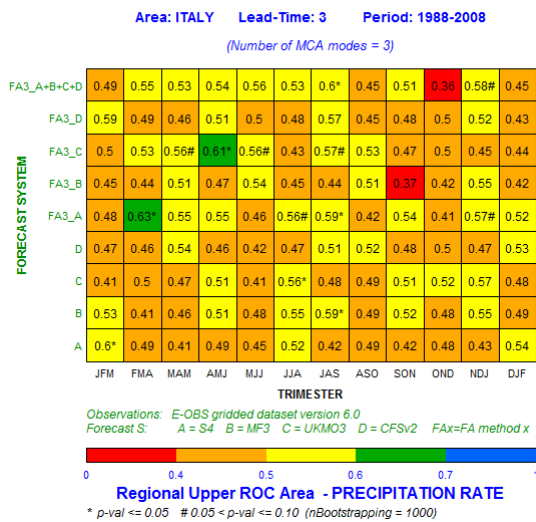 Area: ITALY Lead-Time: 3 Period: 1988-2008
(Number of MCA modes = 3)
FORECAST SYSTEM
FA3_A+B+C+D 0.49 0.55 0.53 0.54 0.56 0.53 0.6* 0.45 0.51 0.36 0.58# 0.45
FA3_D 0.59 0.49 0.46 0.51 0.5 0.48 0.57 0.45 0.48 0.5 0.52 0.43
FA3_C 0.5 0.53 0.56# 0.61* 0.56# 0.43 0.57# 0.53 0.47 0.5 0.45 0.44
FA3_B 0.45 0.44 0.51 0.47 0.54 0.45 0.44 0.51 0.37 0.42 0.55 0.42
FA3_A 0.48 0.63* 0.55 0.55 0.46 0.56# 0.59* 0.42 0.54 0.41 0.57# 0.52
D 0.47 0.46 0.54 0.46 0.42 0.47 0.51 0.52 0.48 0.5 0.47 0.53
C 0.41 0.5 0.47 0.51 0.41 0.56* 0.48 0.49 0.51 0.52 0.57 0.48
B 0.53 0.41 0.46 0.51 0.48 0.55 0.59* 0.49 0.52 0.48 0.55 0.49
A 0.6* 0.49 0.41 0.49 0.45 0.52 0.42 0.49 0.42 0.48 0.43 0.54
JFM FMA MAM AMJ MJJ JJA JAS ASO SON OND NDJ DJF
TRIMESTER
Observations: E-OBS gridded dataset version 6.0
Forecast S: A = S4 B = MF3 C = UKMO3 D = CFSv2 FAx=FA method x
0 0.4 0.5 0.6 0.7 1
Regional Upper ROC Area - PRECIPITATION RATE
* p-val <= 0.05 # 0.05 < p-val <= 0.10 (nBootstrapping = 1000)